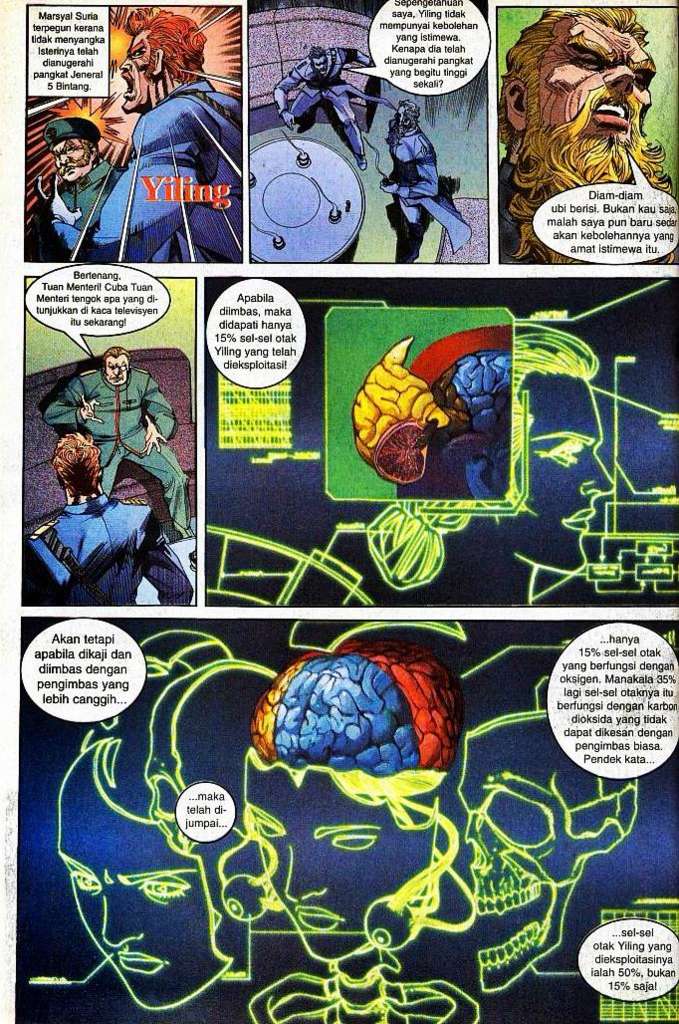 Marsyal Suria
terpegun kerana
tidak menyangka
isterinya telah
dianugerahi
pangkat Jeneral
5 Bintang.
Yiling
Sepengetahuan
saya, Yiling tidak
mempunyai kebolehan
yang istimewa.
Kenapa dia telah
dianugerahi pangkat
yang begitu tinggi
sekali?
Diam-diam
ubi berisi. Bukan kau saja,
malah saya pun baru sedar
akan kebolehannya yang
amat istimewa itu.
Bertenang,
Tuan Menteri! Cuba Tuan
Menteri tengok apa yang di-
tunjukkan di kaca televisyen
itu sekarang!
Apabila
diimbas, maka
didapati hanya
15% sel-sel otak
Yiling yang telah
dieksploitasi!
Akan tetapi
apabila dikaji dan
diimbas dengan
pengimbas yang
lebih canggih...
...maka
telah di-
jumpai...
...hanya
15% sel-sel otak
yang berfungsi dengan
oksigen. Manakala 35%
lagi sel-sel otaknya itu
berfungsi dengan karbon
dioksida yang tidak
dapat dikesan dengan
pengimbas biasa.
Pendek kata...
...sel-sel
otak Yiling yang
dieksploitasinya
ialah 50%, bukan
15% saja!